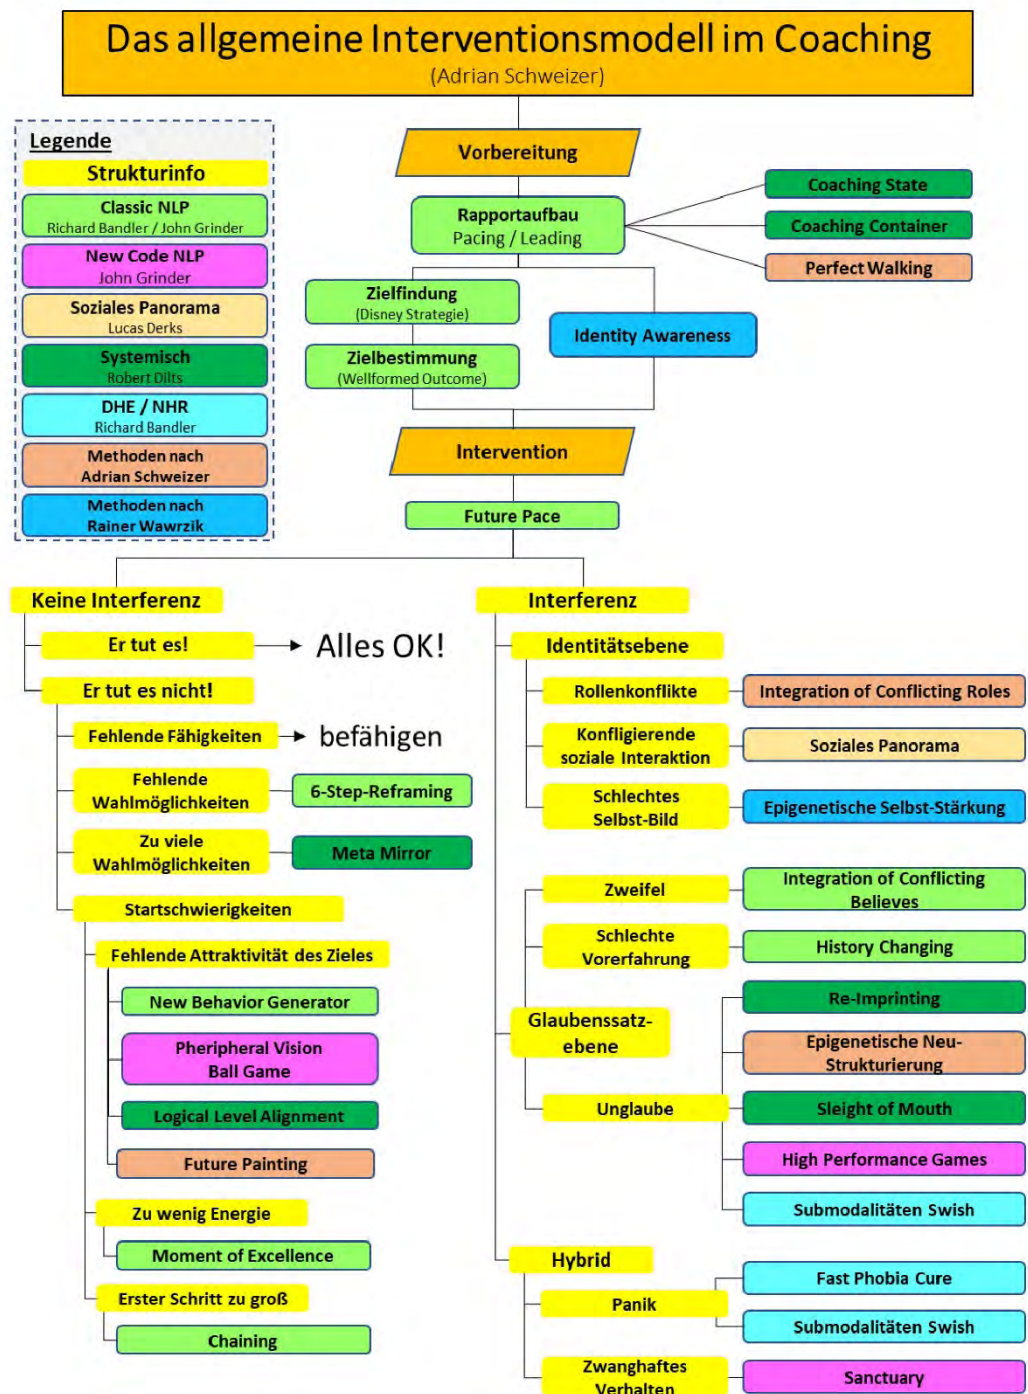 Das allgemeine Interventionsmodell im Coaching
(Adrian Schweizer)
Legende
Strukturinfo
Classic NLP
Richard Bandler / John Grinder
New Code NLP
John Grinder
Soziales Panorama
Lucas Derks
Systemisch
Robert Dilts
DHE / NHR
Richard Bandler
Methoden nach
Adrian Schweizer
Methoden nach
Rainer Wawrzik
Vorbereitung
Rapportaufbau
Pacing / Leading
Coaching State
Coaching Container
Perfect Walking
Zielfindung
(Disney Strategie)
Zielbestimmung
(Wellformed Outcome)
Identity Awareness
Intervention
Future Pace
Keine Interferenz
Er tut es!
Alles OK!
Er tut es nicht!
Fehlende Fähigkeiten
befähigen
Fehlende
Wahlmöglichkeiten
6-Step-Reframing
Zu viele
Wahlmöglichkeiten
Meta Mirror
Startschwierigkeiten
Fehlende Attraktivität des Zieles
New Behavior Generator
Pheripheral Vision
Ball Game
Logical Level Alignment
Future Painting
Zu wenig Energie
Moment of Excellence
Erster Schritt zu groß
Chaining
Interferenz
Identitätsebene
Rollenkonflikte
Integration of Conflicting Roles
Konfligierende
soziale Interaktion
Soziales Panorama
Schlechtes
Selbst-Bild
Epigenetische Selbst-Stärkung
Zweifel
Integration of Conflicting
Believes
Schlechte
Vorerfahrung
History Changing
Glaubenssatz-
ebene
Unglaube
Re-Imprinting
Epigenetische Neu-
Strukturierung
Sleight of Mouth
High Performance Games
Submodalitäten Swish
Hybrid
Panik
Fast Phobia Cure
Submodalitäten Swish
Zwanghaftes
Verhalten
Sanctuary